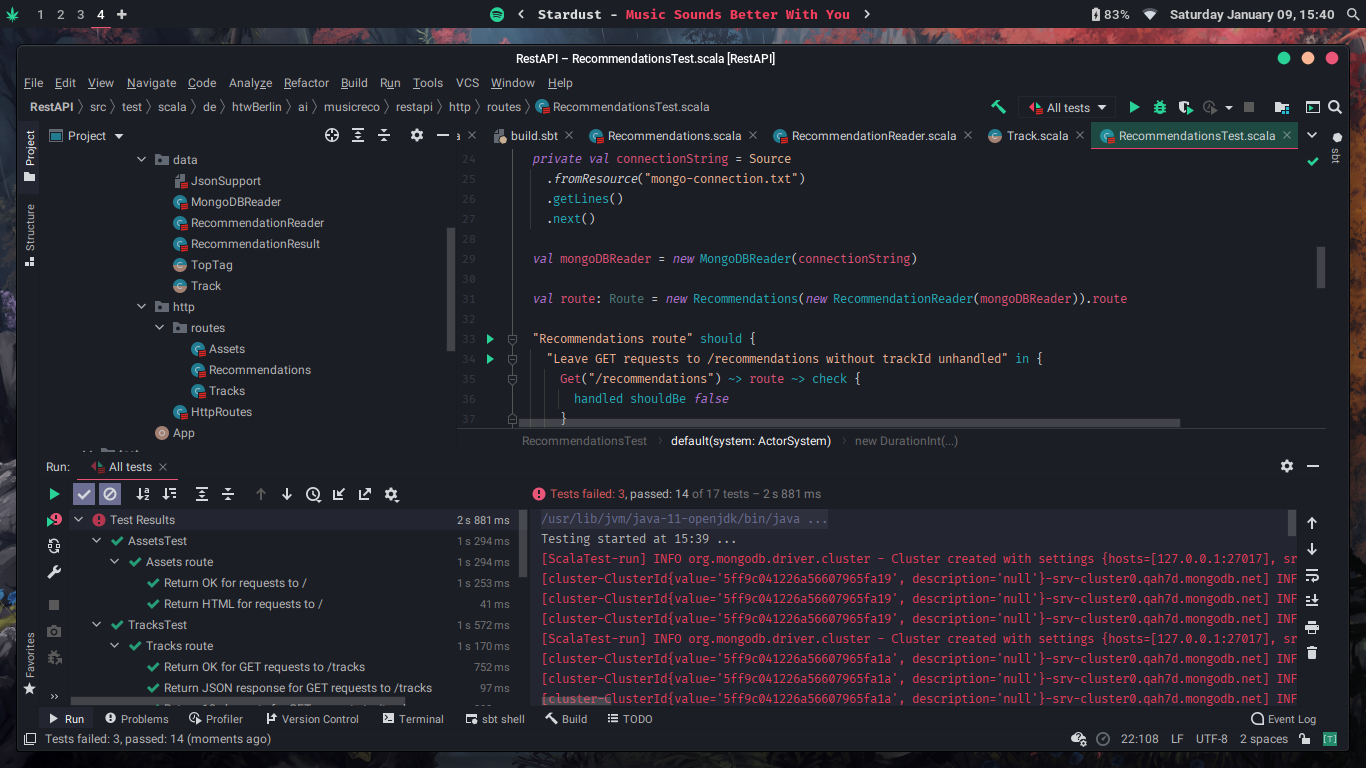 1 2 3 4
Stardust - Music Sounds Better With You
83% Saturday January 09, 15:40
RestAPI – RecommendationsTest.scala [RestAPI]
File Edit View Navigate Code Analyze Refactor Build Run Tools VCS Window Help
RestAPI src test scala de htwBerlin ai musicreco restapi http routes RecommendationsTest.scala
All tests
Project
a build.sbt Recommendations.scala RecommendationReader.scala Track.scala RecommendationsTest.scala
Project
Structure
Favorites
sbt
data
JsonSupport
MongoDBReader
RecommendationReader
RecommendationResult
TopTag
Track
http
routes
Assets
Recommendations
Tracks
HttpRoutes
App
24 private val connectionString = Source
25 .fromResource("mongo-connection.txt")
26 .getLines()
27 .next()
28
29 val mongoDBReader = new MongoDBReader(connectionString)
30
31 val route: Route = new Recommendations(new RecommendationReader(mongoDBReader)).route
32
33 "Recommendations route" should {
34 "Leave GET requests to /recommendations without trackId unhandled" in {
35 Get("/recommendations") ~> route ~> check {
36 handled shouldBe false
37 }
RecommendationsTest default(system: ActorSystem) new DurationInt(...)
Run: All tests
Test Results 2 s 881 ms
AssetsTest 1 s 294 ms
Assets route 1 s 294 ms
Return OK for requests to / 1 s 253 ms
Return HTML for requests to / 41 ms
TracksTest 1 s 572 ms
Tracks route 1 s 170 ms
Return OK for GET requests to /tracks 752 ms
Return JSON response for GET requests to /tracks 97 ms
Tests failed: 3, passed: 14 of 17 tests – 2 s 881 ms
/usr/lib/jvm/java-11-openjdk/bin/java ...
Testing started at 15:39 ...
[ScalaTest-run] INFO org.mongodb.driver.cluster - Cluster created with settings {hosts=[127.0.0.1:27017], sr
[cluster-ClusterId{value='5ff9c041226a56607965fa19', description='null'}-srv-cluster0.qah7d.mongodb.net] INF
[cluster-ClusterId{value='5ff9c041226a56607965fa19', description='null'}-srv-cluster0.qah7d.mongodb.net] INF
[cluster-ClusterId{value='5ff9c041226a56607965fa19', description='null'}-srv-cluster0.qah7d.mongodb.net] INF
[ScalaTest-run] INFO org.mongodb.driver.cluster - Cluster created with settings {hosts=[127.0.0.1:27017], sr
[cluster-ClusterId{value='5ff9c041226a56607965fa1a', description='null'}-srv-cluster0.qah7d.mongodb.net] INF
[cluster-ClusterId{value='5ff9c041226a56607965fa1a', description='null'}-srv-cluster0.qah7d.mongodb.net] INF
[cluster-ClusterId{value='5ff9c041226a56607965fa1a', description='null'}-srv-cluster0.qah7d.mongodb.net] INF
Run Problems Profiler Version Control Terminal sbt shell Build TODO Event Log
Tests failed: 3, passed: 14 (moments ago) 22:108 LF UTF-8 2 spaces [T]